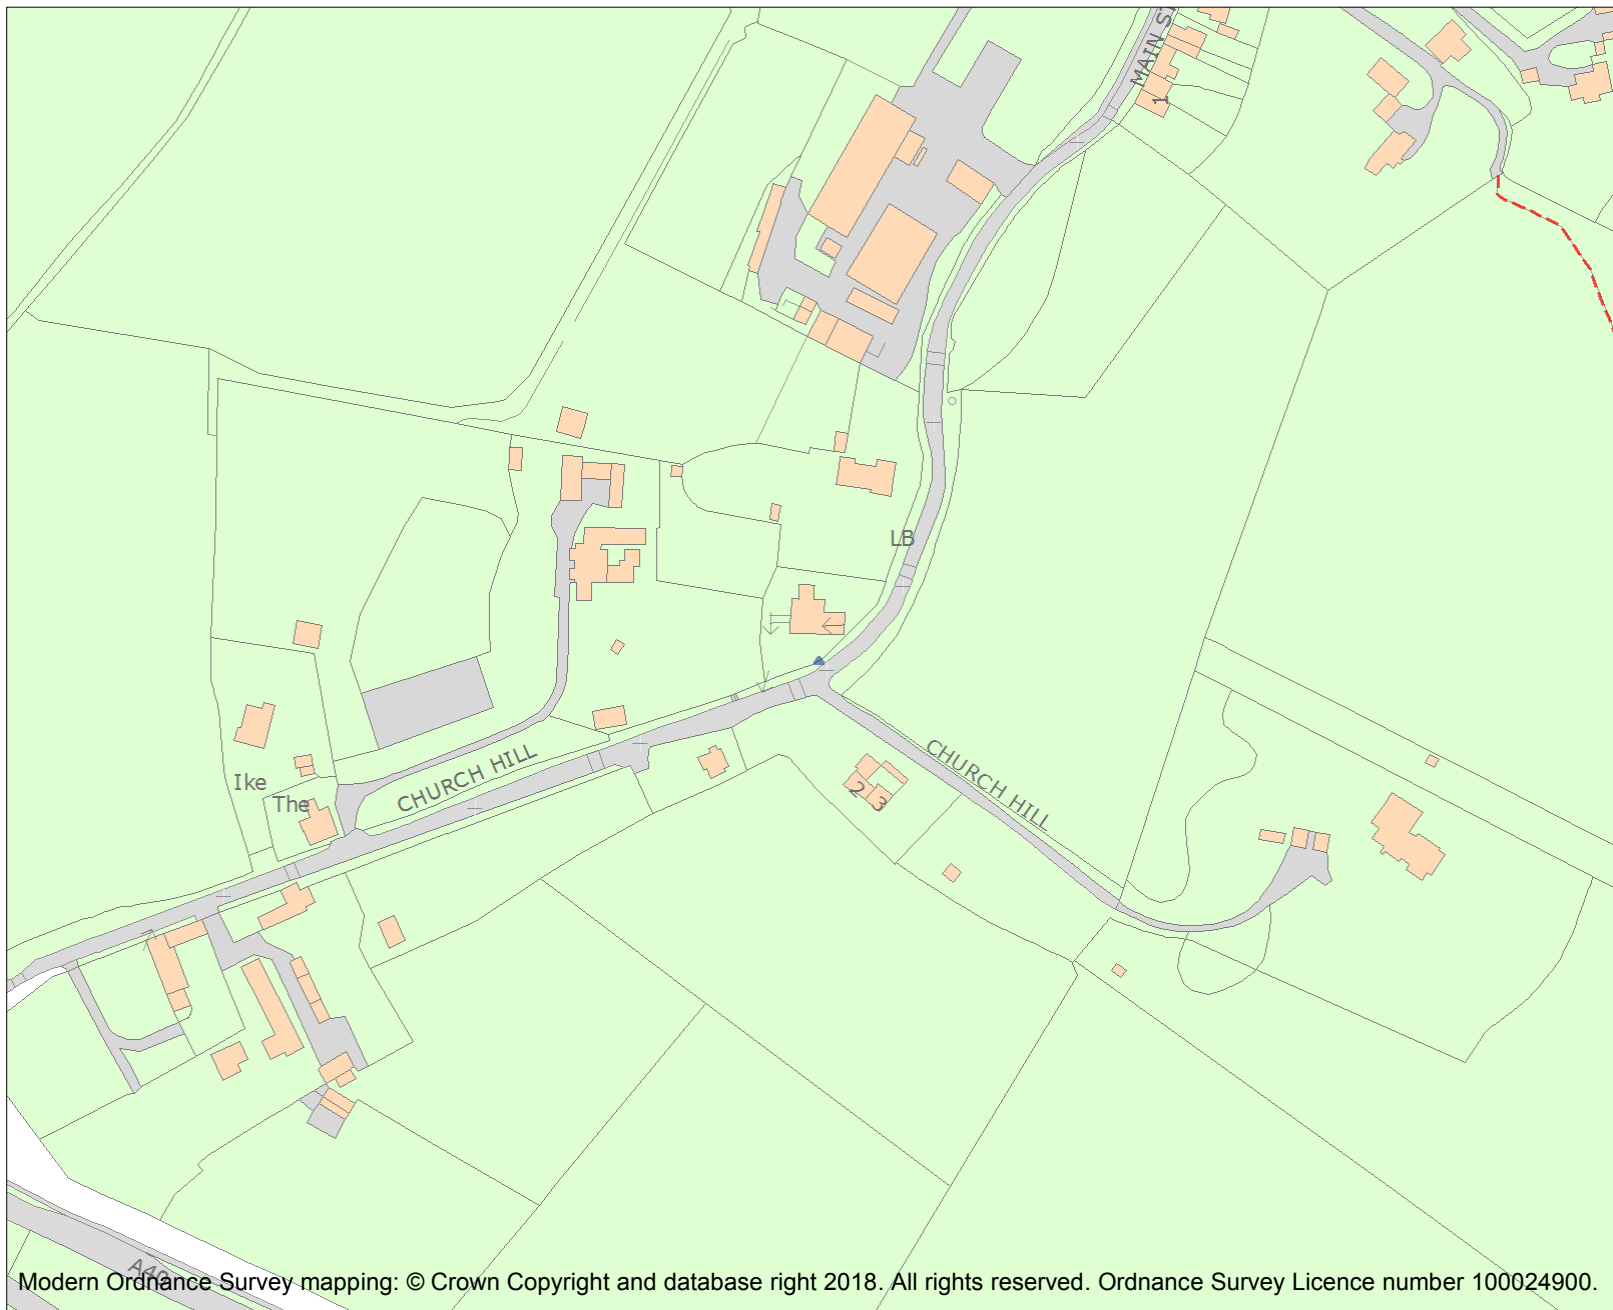 MAIN ST
1
LB
CHURCH HILL
CHURCH HILL
2 3
Ike
The
A40
Modern Ordnance Survey mapping: © Crown Copyright and database right 2018. All rights reserved. Ordnance Survey Licence number 100024900.